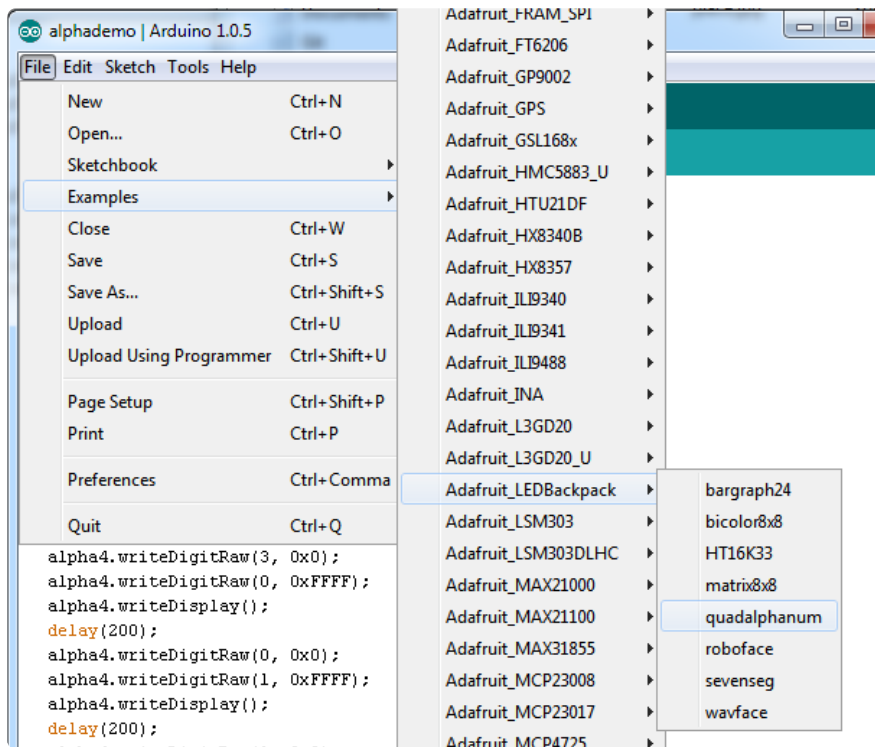 alphademo | Arduino 1.0.5
File Edit Sketch Tools Help
New Ctrl+N
Open... Ctrl+O
Sketchbook
Examples
Close Ctrl+W
Save Ctrl+S
Save As... Ctrl+Shift+S
Upload Ctrl+U
Upload Using Programmer Ctrl+Shift+U
Page Setup Ctrl+Shift+P
Print Ctrl+P
Preferences Ctrl+Comma
Quit Ctrl+Q
alpha4.writeDigitRaw(3, 0x0);
alpha4.writeDigitRaw(0, 0xFFFF);
alpha4.writeDisplay();
delay(200);
alpha4.writeDigitRaw(0, 0x0);
alpha4.writeDigitRaw(1, 0xFFFF);
alpha4.writeDisplay();
delay(200);
Adafruit_FRAM_SPI
Adafruit_FT6206
Adafruit_GP9002
Adafruit_GPS
Adafruit_GSL168x
Adafruit_HMC5883_U
Adafruit_HTU21DF
Adafruit_HX8340B
Adafruit_HX8357
Adafruit_ILI9340
Adafruit_ILI9341
Adafruit_ILI9488
Adafruit_INA
Adafruit_L3GD20
Adafruit_L3GD20_U
Adafruit_LEDBackpack
Adafruit_LSM303
Adafruit_LSM303DLHC
Adafruit_MAX21000
Adafruit_MAX21100
Adafruit_MAX31855
Adafruit_MCP23008
Adafruit_MCP23017
Adafruit_MCP4725
bargraph24
bicolor8x8
HT16K33
matrix8x8
quadalphanum
roboface
sevenseg
wavface